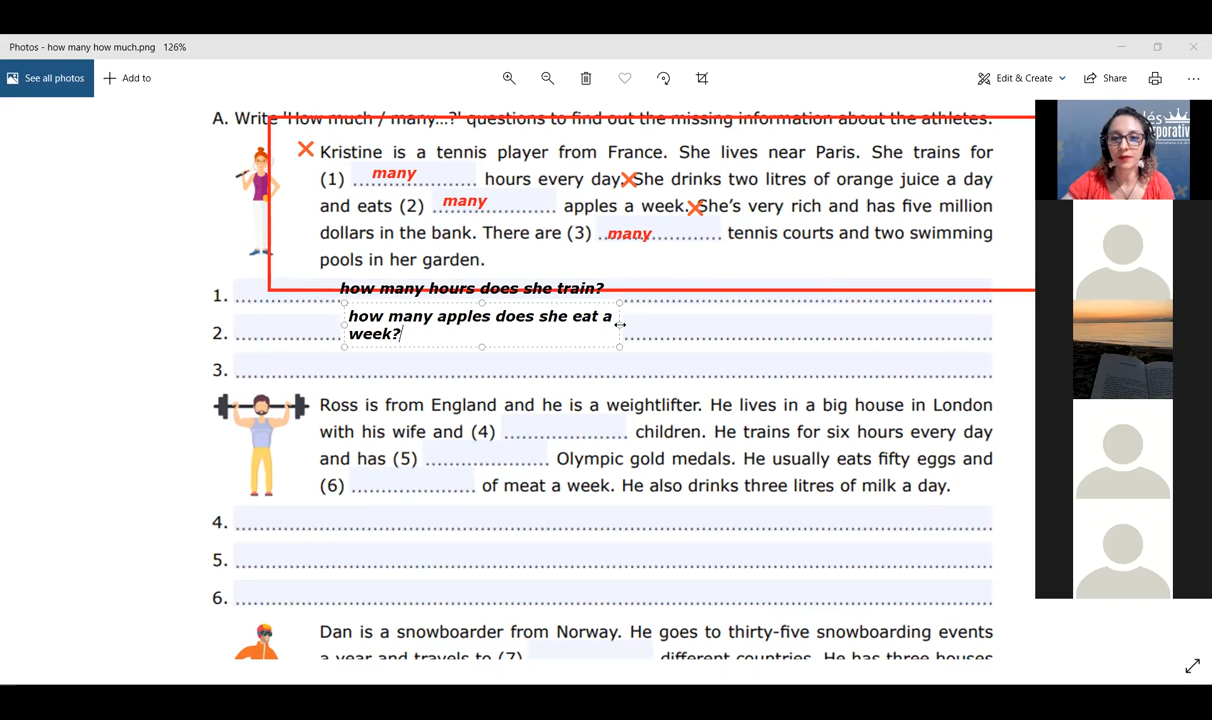 Photos - how many how much.png 126%
See all photos
Add to
Edit & Create
Share
A. Write 'How much / many...?' questions to find out the missing information about the athletes.
Kristine is a tennis player from France. She lives near Paris. She trains for
(1) many hours every day. She drinks two litres of orange juice a day
and eats (2) many apples a week. She's very rich and has five million
dollars in the bank. There are (3) many tennis courts and two swimming
pools in her garden.
1. how many hours does she train?
2. how many apples does she eat a
week?
3.
Ross is from England and he is a weightlifter. He lives in a big house in London
with his wife and (4) children. He trains for six hours every day
and has (5) Olympic gold medals. He usually eats fifty eggs and
(6) of meat a week. He also drinks three litres of milk a day.
4.
5.
6.
Dan is a snowboarder from Norway. He goes to thirty-five snowboarding events
a year and travels to (7) different countries. He has three houses